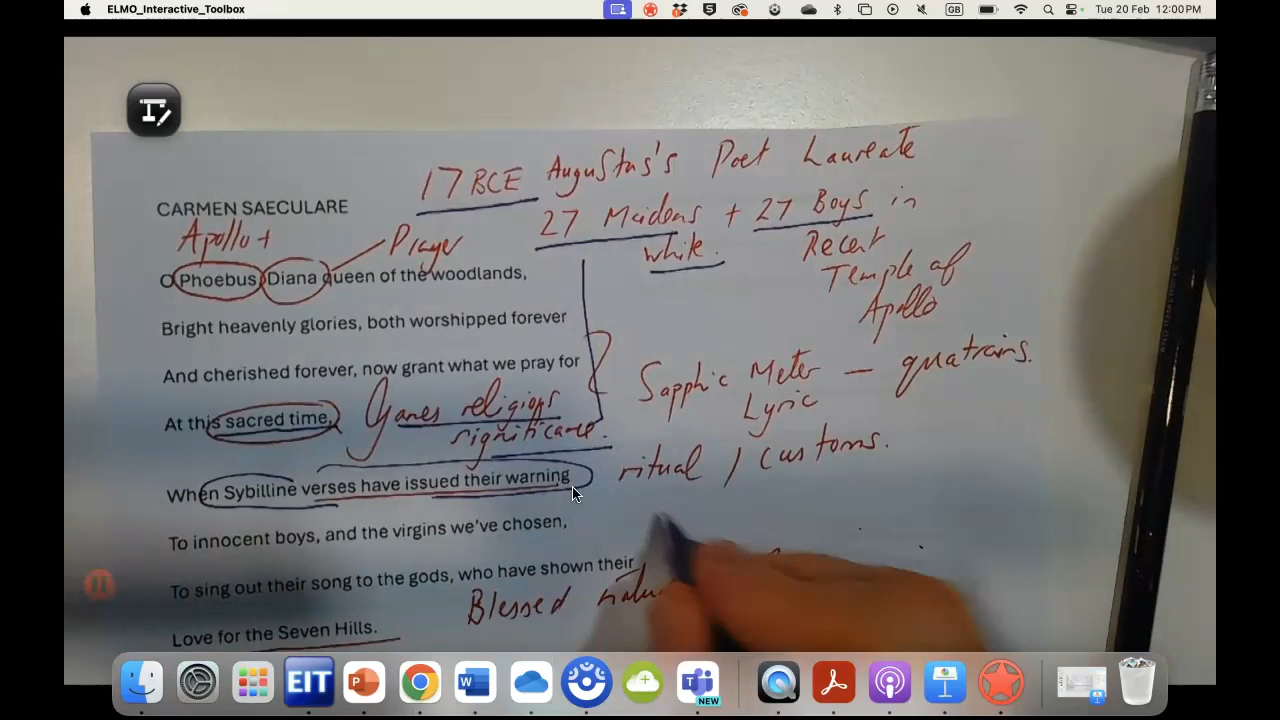 ELMO_Interactive_Toolbox
GB
Tue 20 Feb 12:00 PM
17 BCE Augustus's Poet Laureate
CARMEN SAECULARE
27 Maidens + 27 Boys in
white.
Recent
Temple of
Apollo
Apollo +
Prayer
O Phoebus, Diana queen of the woodlands,
Bright heavenly glories, both worshipped forever
And cherished forever, now grant what we pray for
Sapphic Meter — quatrains.
Lyric
At this sacred time,
Games religious
significance.
ritual / customs.
When Sybilline verses have issued their warning
To innocent boys, and the virgins we've chosen,
To sing out their song to the gods, who have shown their
Blessed
Love for the Seven Hills.
EIT
NEW